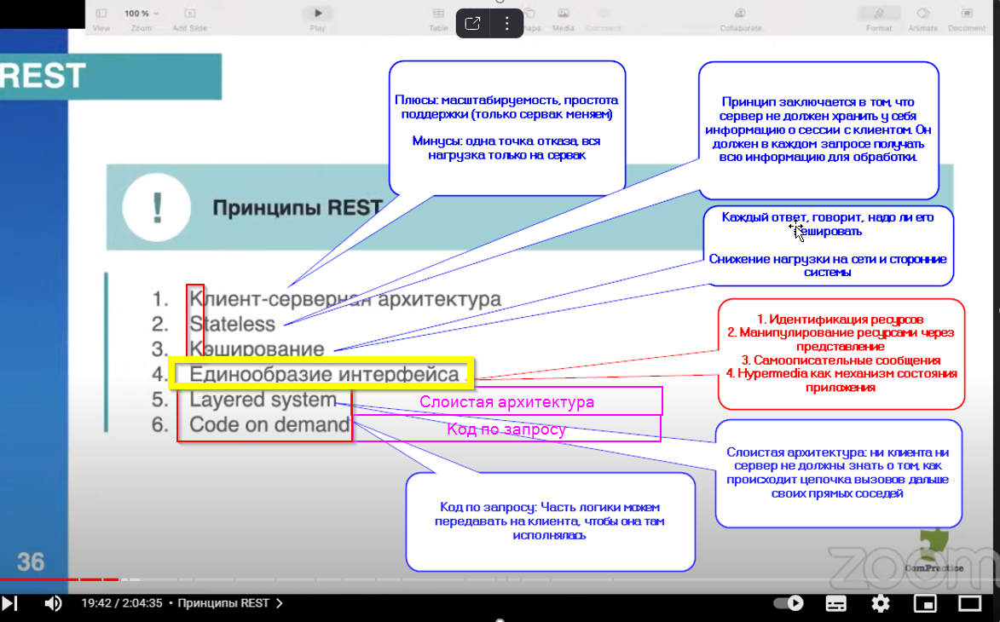 100 %
View
Zoom
Add Slide
Play
Table
Media
Comment
Collaborate
Format
Animate
Document
REST
Плюсы: масштабируемость, простота
поддержки (только сервак меняем)
Минусы: одна точка отказа, вся
нагрузка только на сервак
Принцип заключается в том, что
сервер не должен хранить у себя
информацию о сессии с клиентом. Он
должен в каждом запросе получать
всю информацию для обработки.
!
Принципы REST
Каждый ответ, говорит, надо ли его
кешировать
Снижение нагрузки на сети и сторонние
системы
1. Клиент-серверная архитектура
2. Stateless
3. Кэширование
4. Единообразие интерфейса
5. Layered system
6. Code on demand
Слоистая архитектура
Код по запросу
1. Идентификация ресурсов
2. Манипулирование ресурсами через
представление
3. Самоописательные сообщения
4. Hypermedia как механизм состояния
приложения
Слоистая архитектура: ни клиента ни
сервер не должны знать о том, как
происходит цепочка вызовов дальше
своих прямых соседей
Код по запросу: Часть логики можем
передавать на клиента, чтобы она там
исполнялась
36
zoom
ComPractice
19:42 / 2:04:35 • Принципы REST